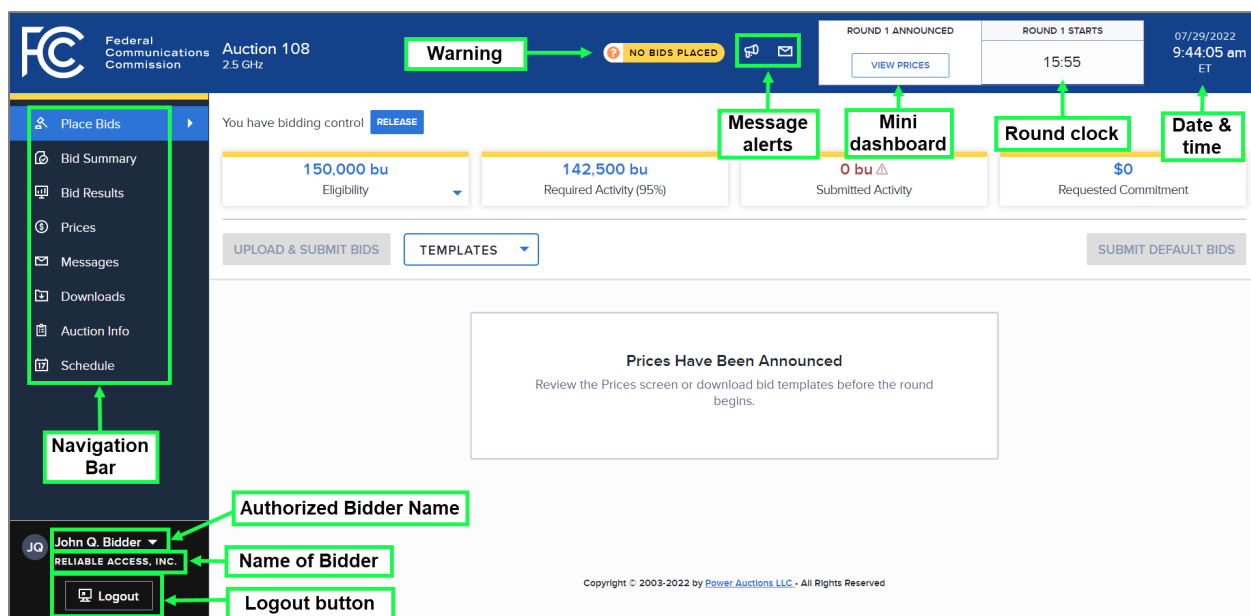 FCC
Federal
Communications
Commission
Auction 108
2.5 GHz
Warning
? NO BIDS PLACED
ROUND 1 ANNOUNCED
VIEW PRICES
ROUND 1 STARTS
15:55
07/29/2022
9:44:05 am
ET
Message
alerts
Mini
dashboard
Round clock
Date &
time
Place Bids
Bid Summary
Bid Results
Prices
Messages
Downloads
Auction Info
17 Schedule
Navigation
Bar
You have bidding control RELEASE
150,000 bu
Eligibility
142,500 bu
Required Activity (95%)
0 bu
Submitted Activity
$0
Requested Commitment
UPLOAD & SUBMIT BIDS
TEMPLATES
SUBMIT DEFAULT BIDS
Prices Have Been Announced
Review the Prices screen or download bid templates before the round
begins.
Authorized Bidder Name
JQ
John Q. Bidder
RELIABLE ACCESS, INC.
Name of Bidder
Logout
Logout button
Copyright © 2003-2022 by Power Auctions LLC - All Rights Reserved